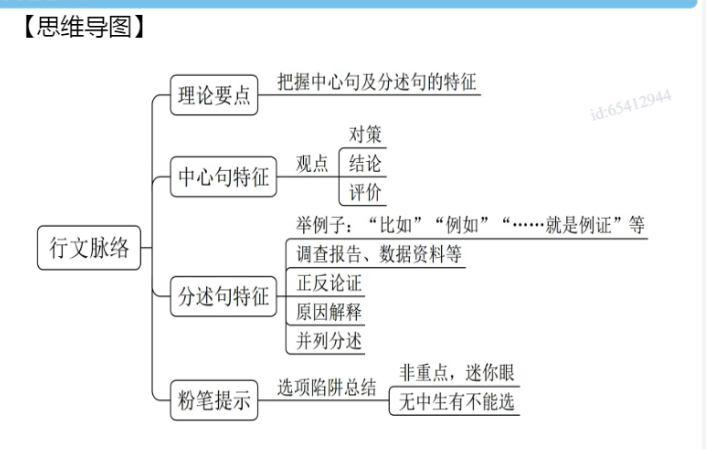 【思维导图】
理论要点
把握中心句及分述句的特征
id:65412944
中心句特征
观点
对策
结论
评价
行文脉络
分述句特征
举例子：“比如”“例如”“……就是例证”等
调查报告、数据资料等
正反论证
原因解释
并列分述
粉笔提示
选项陷阱总结
非重点，迷你眼
无中生有不能选